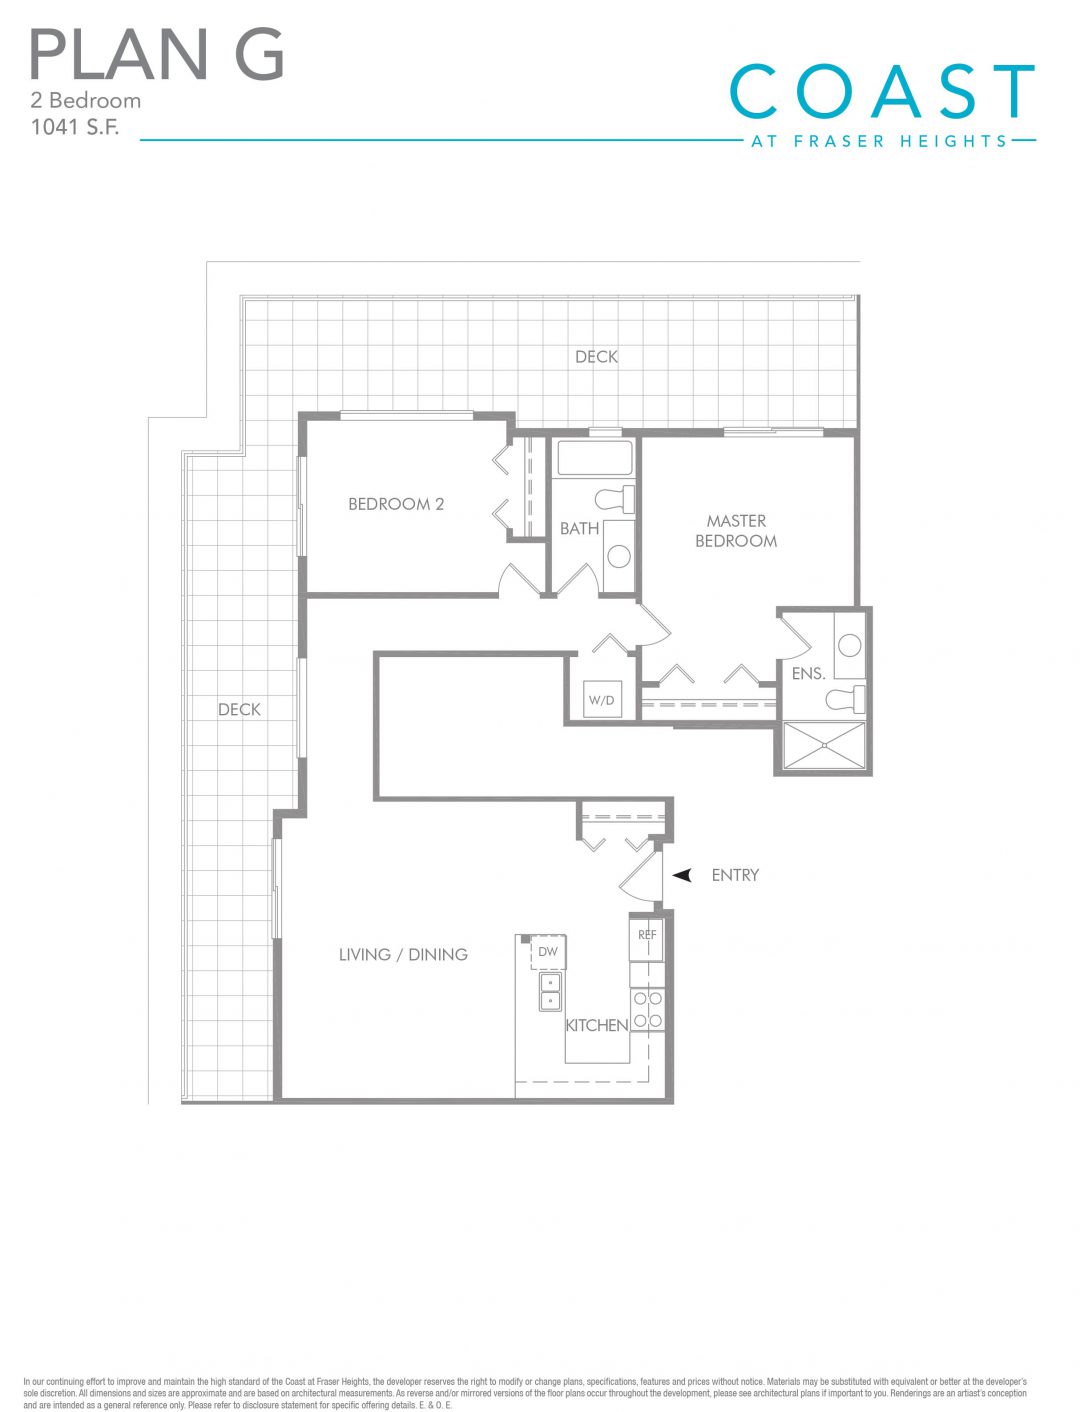 PLAN G
2 Bedroom
1041 S.F.
COAST
AT FRASER HEIGHTS
DECK
BEDROOM 2
BATH
MASTER
BEDROOM
ENS.
W/D
DECK
ENTRY
REF
DW
LIVING / DINING
KITCHEN
In our continuing effort to improve and maintain the high standard of the Coast at Fraser Heights, the developer reserves the right to modify or change plans, specifications, features and prices without notice. Materials may be substituted with equivalent or better at the developer's
sole discretion. All dimensions and sizes are approximate and are based on architectural measurements. As reverse and/or mirrored versions of the floor plans occur throughout the development, please see architectural plans if important to you. Renderings are an artiast's conception
and are intended as a general reference only. Please refer to disclosure statement for specific offering details. E. & O. E.